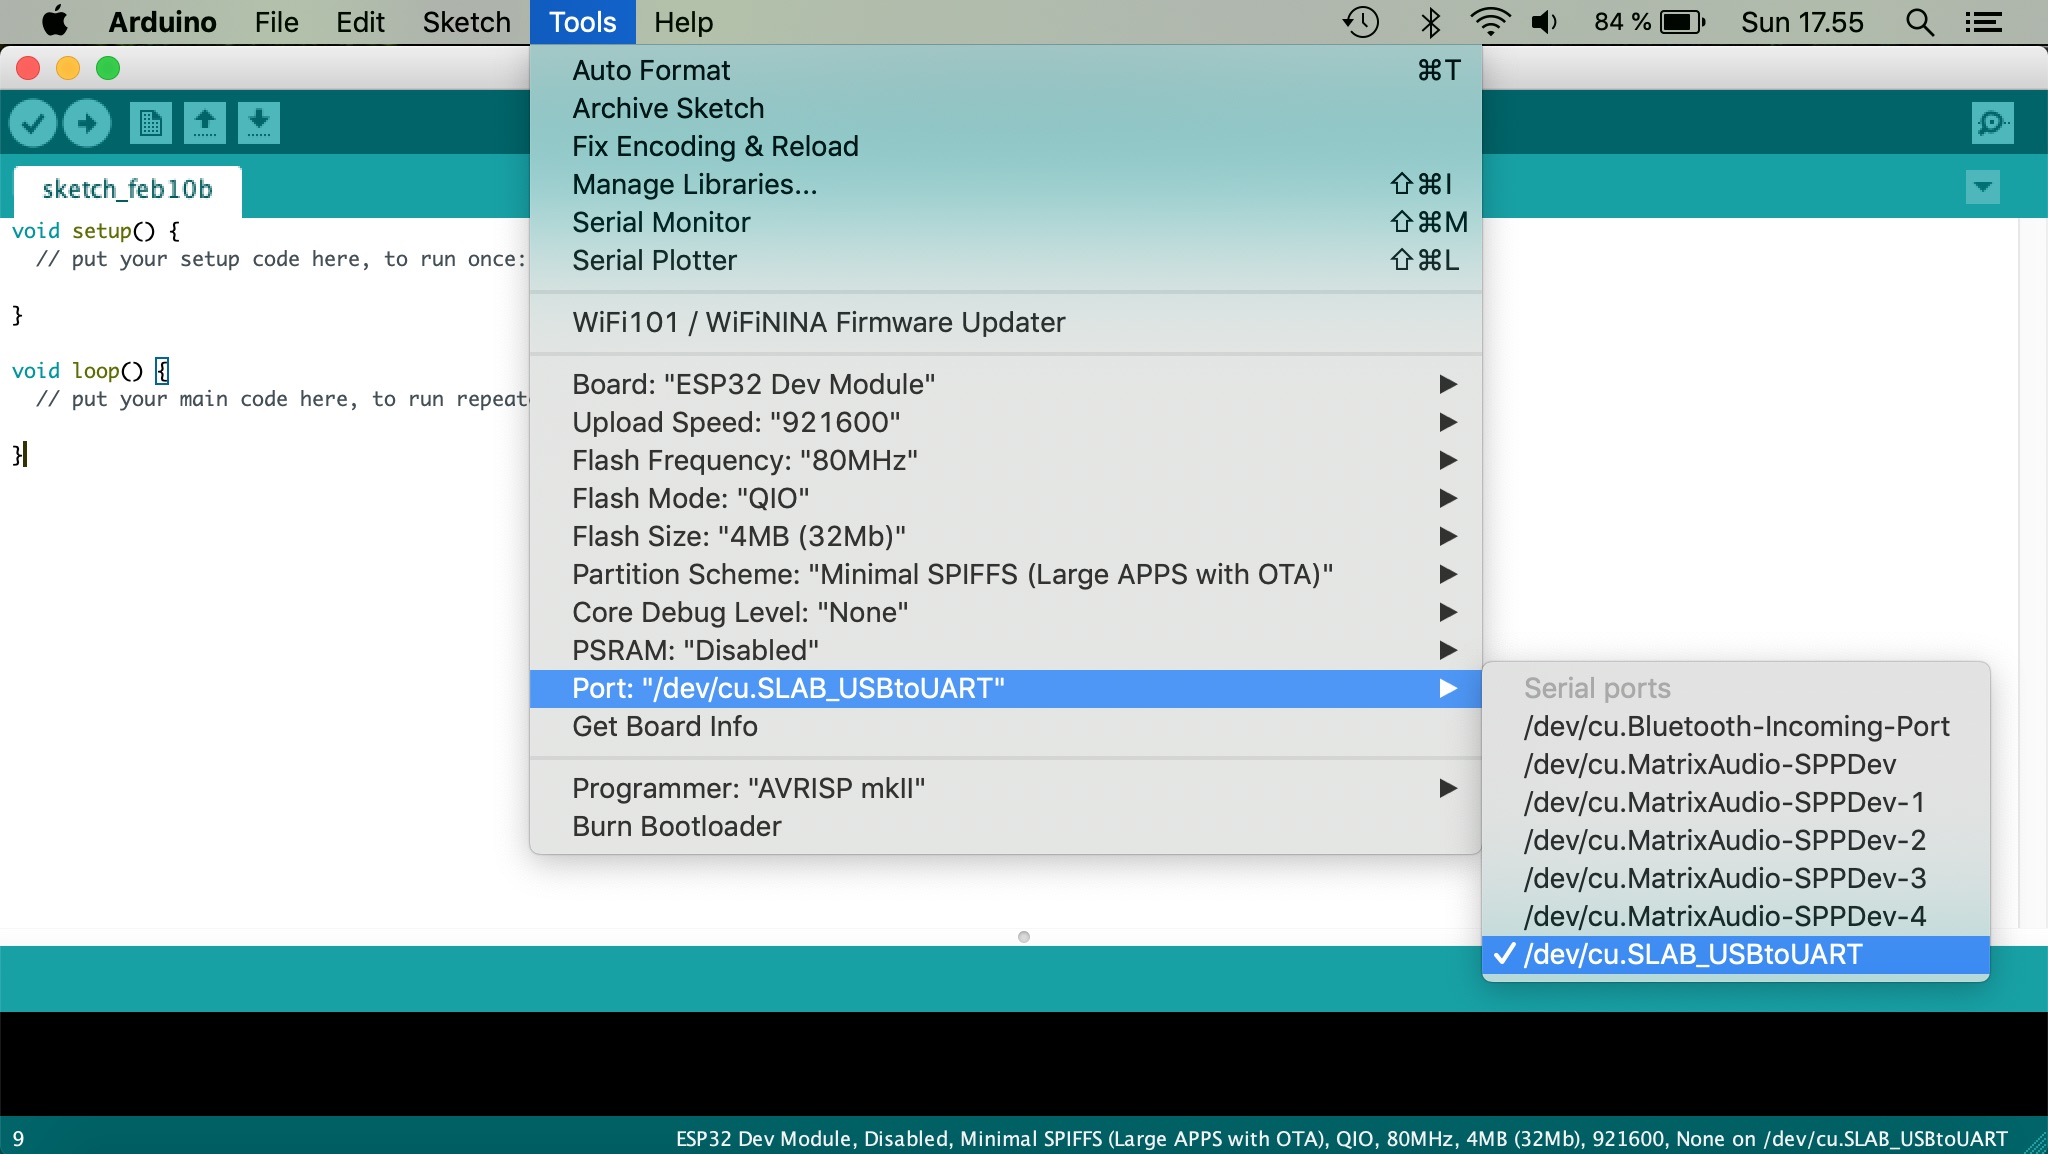 Arduino File Edit Sketch Tools Help 84 % Sun 17.55
sketch_feb10b
void setup() {
// put your setup code here, to run once:
}
void loop() {
// put your main code here, to run repeat
}
Auto Format ⌘T
Archive Sketch
Fix Encoding & Reload
Manage Libraries... ⇧⌘I
Serial Monitor ⇧⌘M
Serial Plotter ⇧⌘L
WiFi101 / WiFiNINA Firmware Updater
Board: "ESP32 Dev Module"
Upload Speed: "921600"
Flash Frequency: "80MHz"
Flash Mode: "QIO"
Flash Size: "4MB (32Mb)"
Partition Scheme: "Minimal SPIFFS (Large APPS with OTA)"
Core Debug Level: "None"
PSRAM: "Disabled"
Port: "/dev/cu.SLAB_USBtoUART"
Get Board Info
Programmer: "AVRISP mkII"
Burn Bootloader
Serial ports
/dev/cu.Bluetooth-Incoming-Port
/dev/cu.MatrixAudio-SPPDev
/dev/cu.MatrixAudio-SPPDev-1
/dev/cu.MatrixAudio-SPPDev-2
/dev/cu.MatrixAudio-SPPDev-3
/dev/cu.MatrixAudio-SPPDev-4
✓ /dev/cu.SLAB_USBtoUART
9 ESP32 Dev Module, Disabled, Minimal SPIFFS (Large APPS with OTA), QIO, 80MHz, 4MB (32Mb), 921600, None on /dev/cu.SLAB_USBtoUART